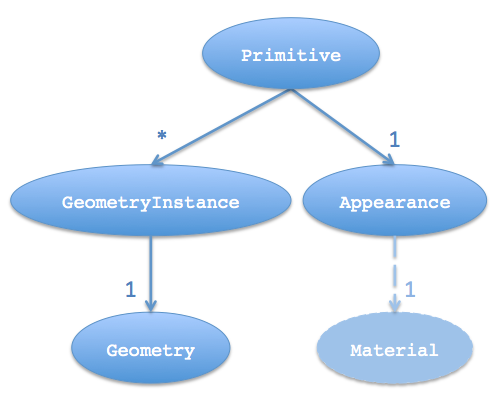 Primitive
*
1
GeometryInstance
Appearance
1
1
Geometry
Material